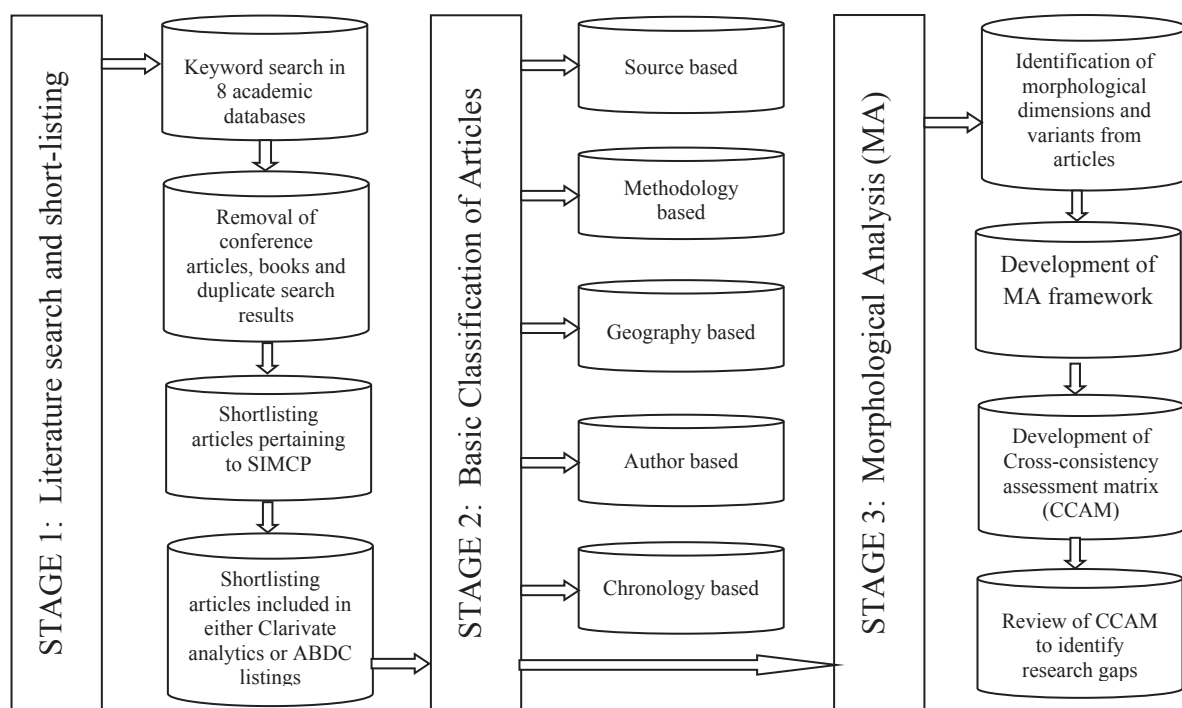 STAGE 1: Literature search and short-listing
Keyword search in
8 academic
databases
Removal of
conference
articles, books and
duplicate search
results
Shortlisting
articles pertaining
to SIMCP
Shortlisting
articles included in
either Clarivate
analytics or ABDC
listings
STAGE 2: Basic Classification of Articles
Source based
Methodology
based
Geography based
Author based
Chronology based
STAGE 3: Morphological Analysis (MA)
Identification of
morphological
dimensions and
variants from
articles
Development of
MA framework
Development of
Cross-consistency
assessment matrix
(CCAM)
Review of CCAM
to identify
research gaps